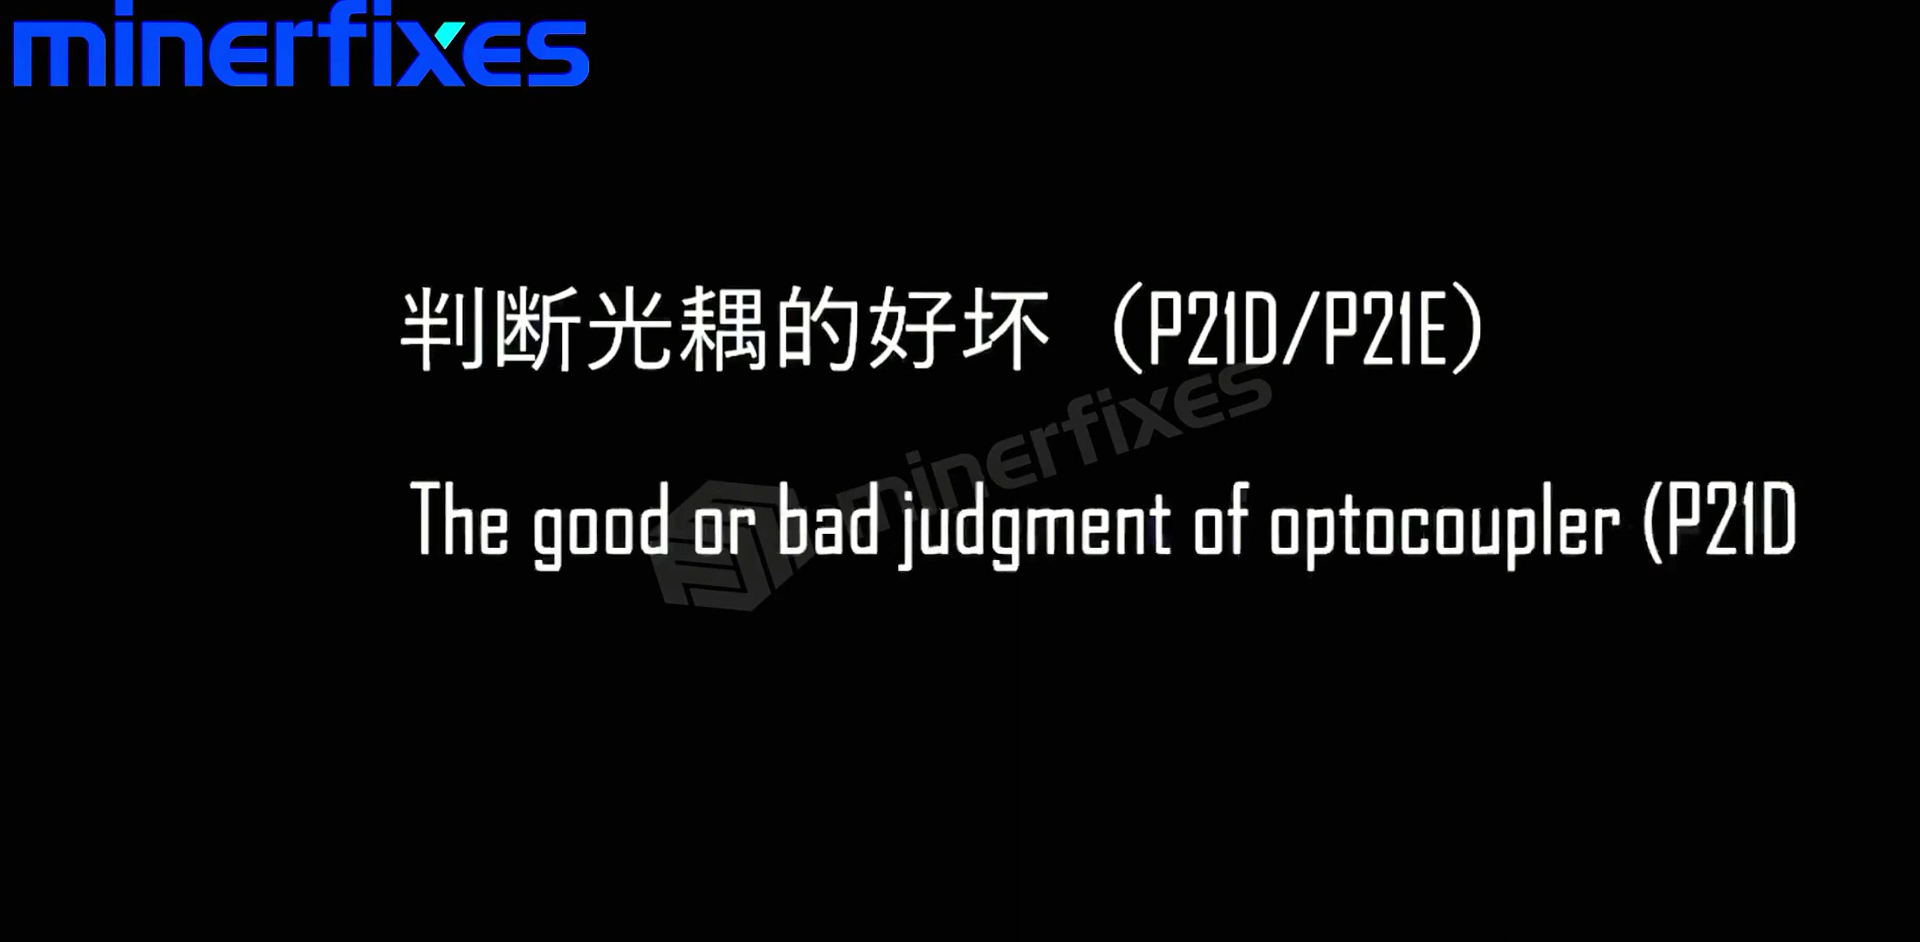 minerfixes
判断光耦的好坏（P21D/P21E）
minerfixes
The good or bad judgment of optocoupler (P21D